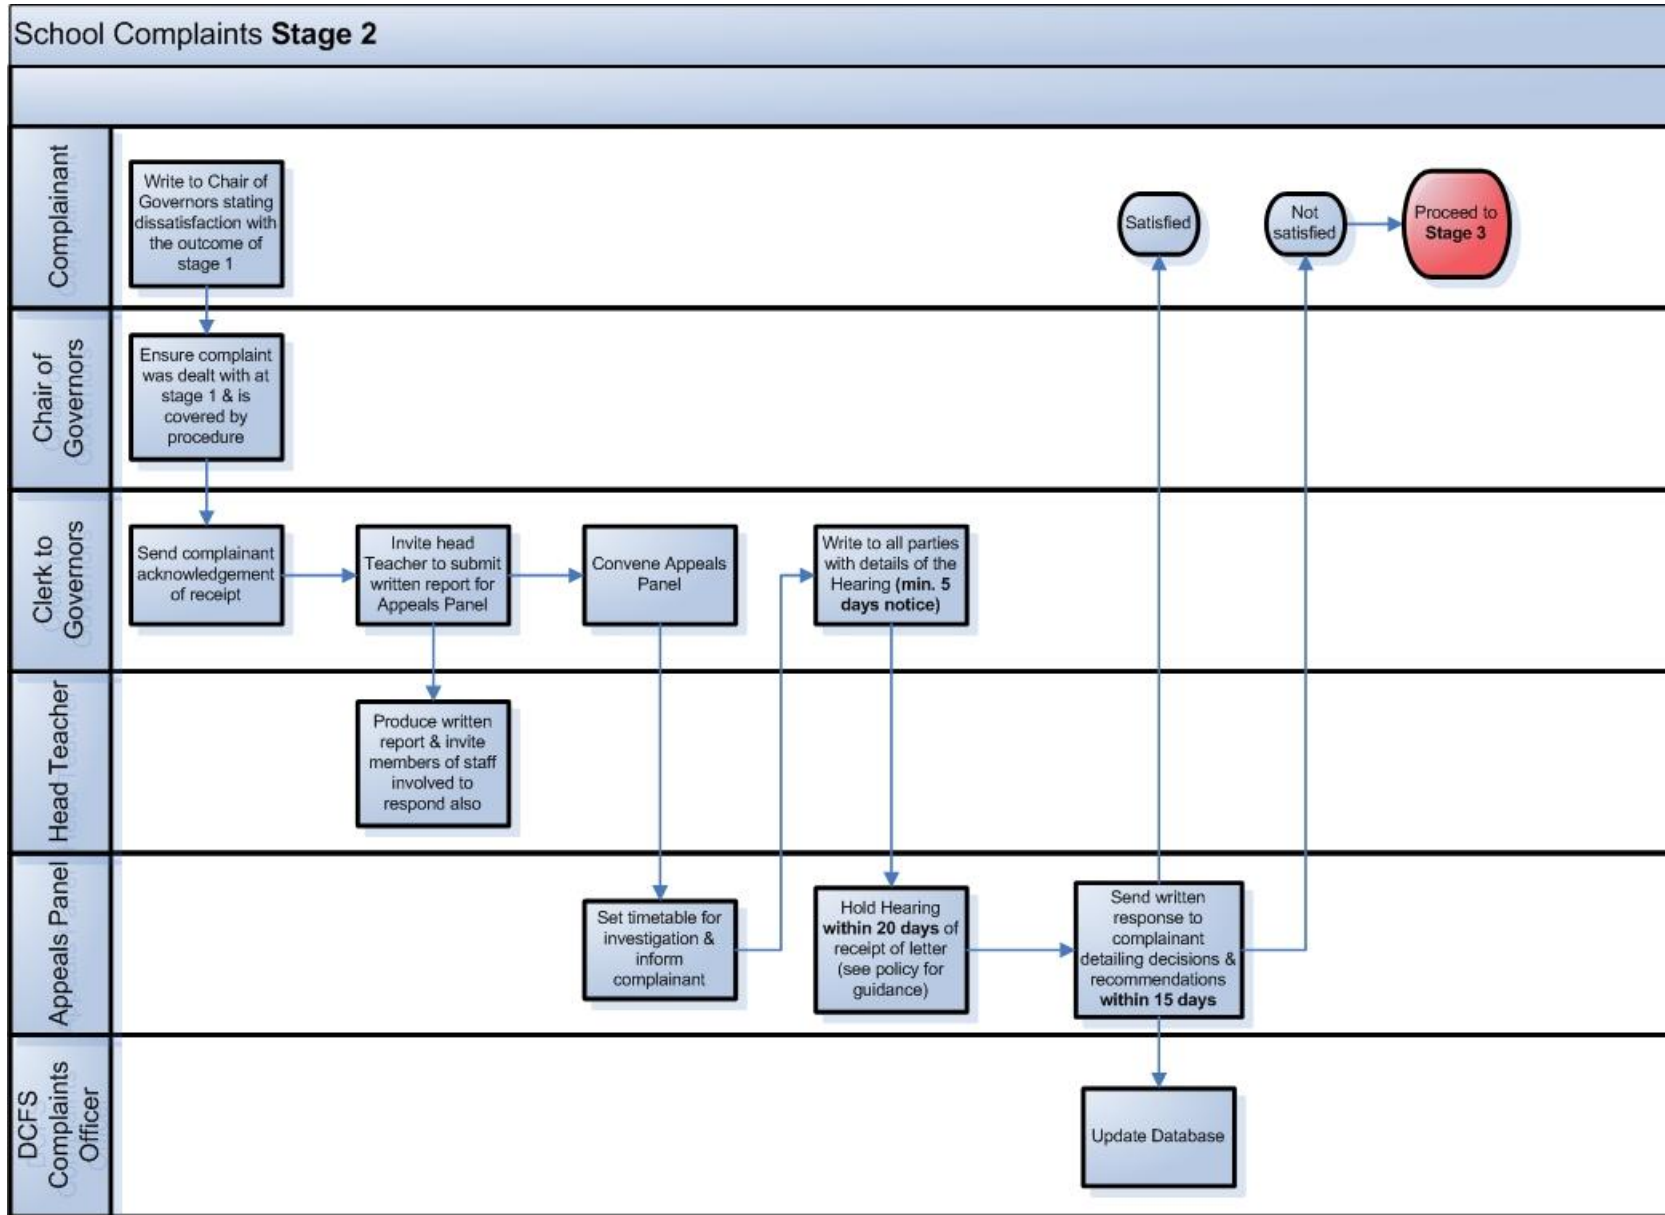 School Complaints Stage 2
Complainant
Write to Chair of
Governors stating
dissatisfaction with
the outcome of
stage 1
Satisfied
Not
satisfied
Proceed to
Stage 3
Chair of
Governors
Ensure complaint
was dealt with at
stage 1 & is
covered by
procedure
Clerk to
Governors
Send complainant
acknowledgement
of receipt
Invite head
Teacher to submit
written report for
Appeals Panel
Convene Appeals
Panel
Write to all parties
with details of the
Hearing (min. 5
days notice)
Head Teacher
Produce written
report & invite
members of staff
involved to
respond also
Appeals Panel
Set timetable for
investigation &
inform
complainant
Hold Hearing
within 20 days of
receipt of letter
(see policy for
guidance)
Send written
response to
complainant
detailing decisions &
recommendations
within 15 days
DCFS
Complaints
Officer
Update Database